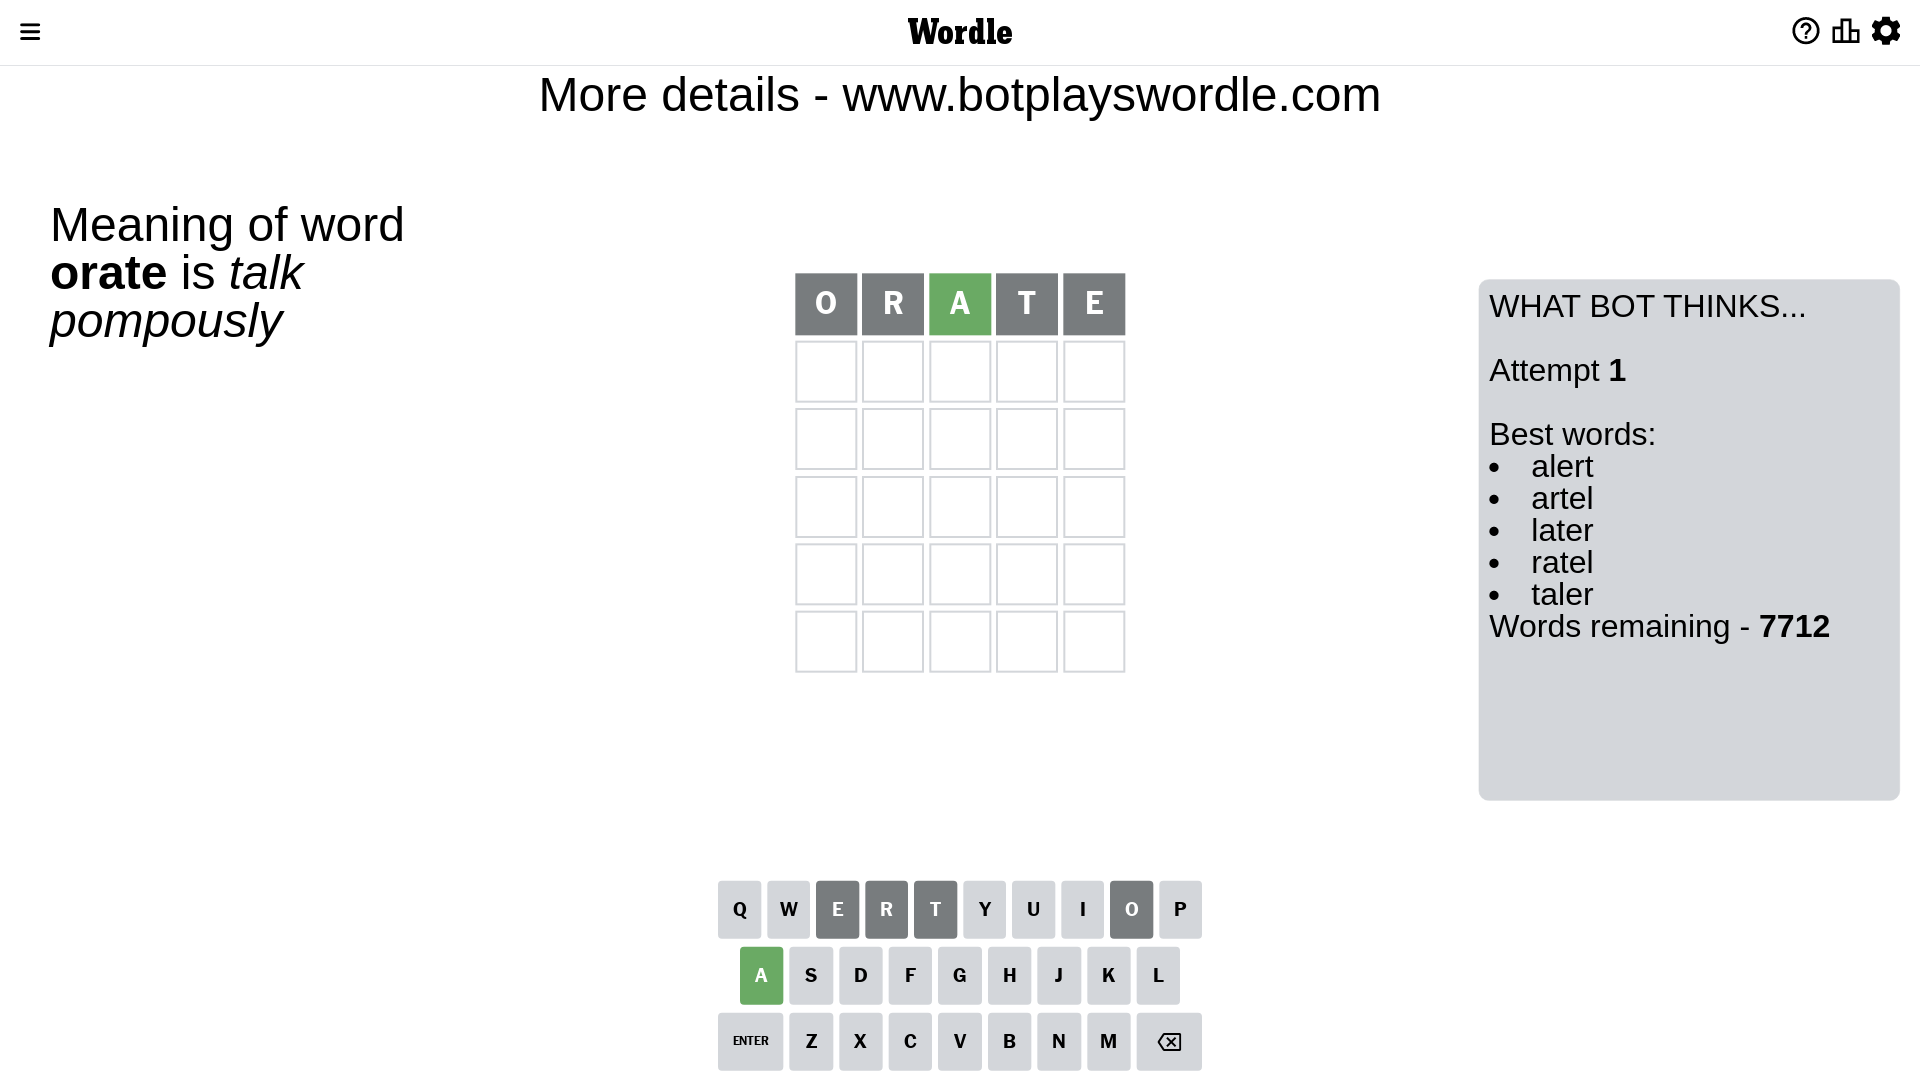 Wordle
More details - www.botplayswordle.com
Meaning of word
orate is talk
pompously
O R A T E
WHAT BOT THINKS...
Attempt 1
Best words:
• alert
• artel
• later
• ratel
• taler
Words remaining - 7712
Q W E R T Y U I O P
A S D F G H J K L
ENTER Z X C V B N M